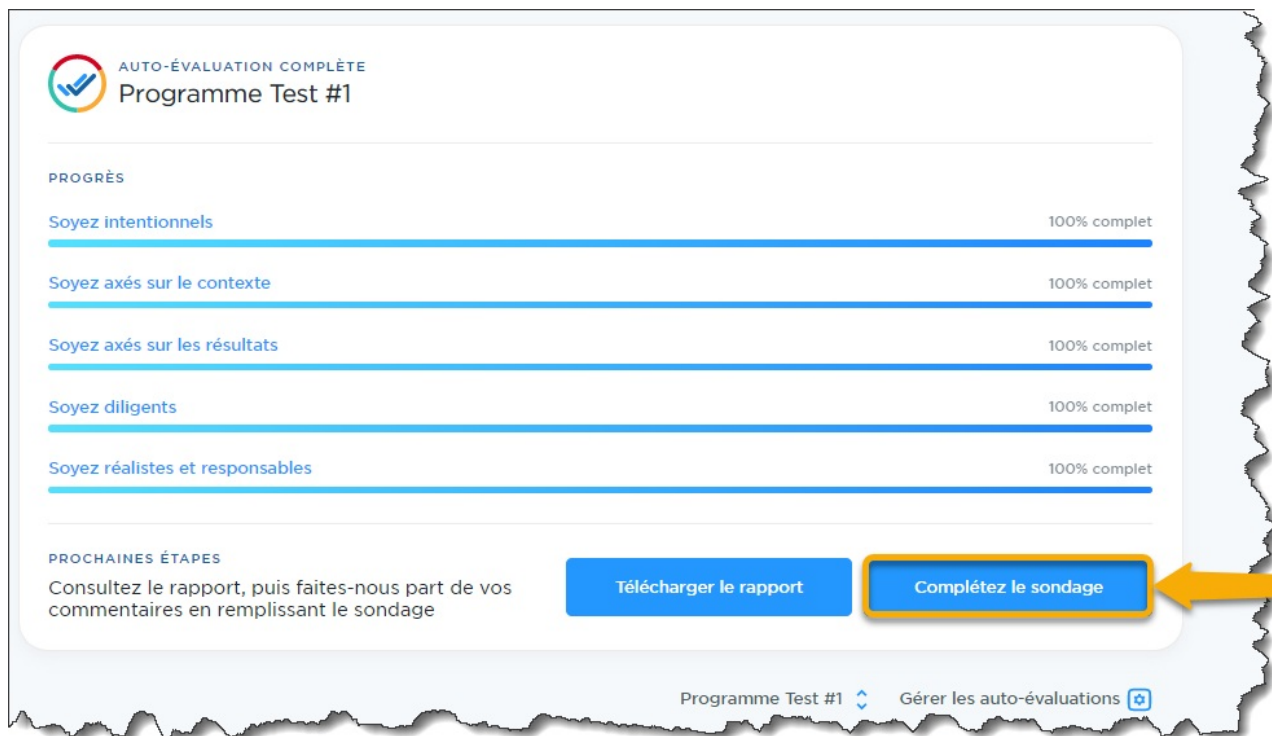 AUTO-ÉVALUATION COMPLÈTE
Programme Test #1
PROGRÈS
Soyez intentionnels
100% complet
Soyez axés sur le contexte
100% complet
Soyez axés sur les résultats
100% complet
Soyez diligents
100% complet
Soyez réalistes et responsables
100% complet
PROCHAINES ÉTAPES
Consultez le rapport, puis faites-nous part de vos
commentaires en remplissant le sondage
Télécharger le rapport
Complétez le sondage
Programme Test #1
Gérer les auto-évaluations